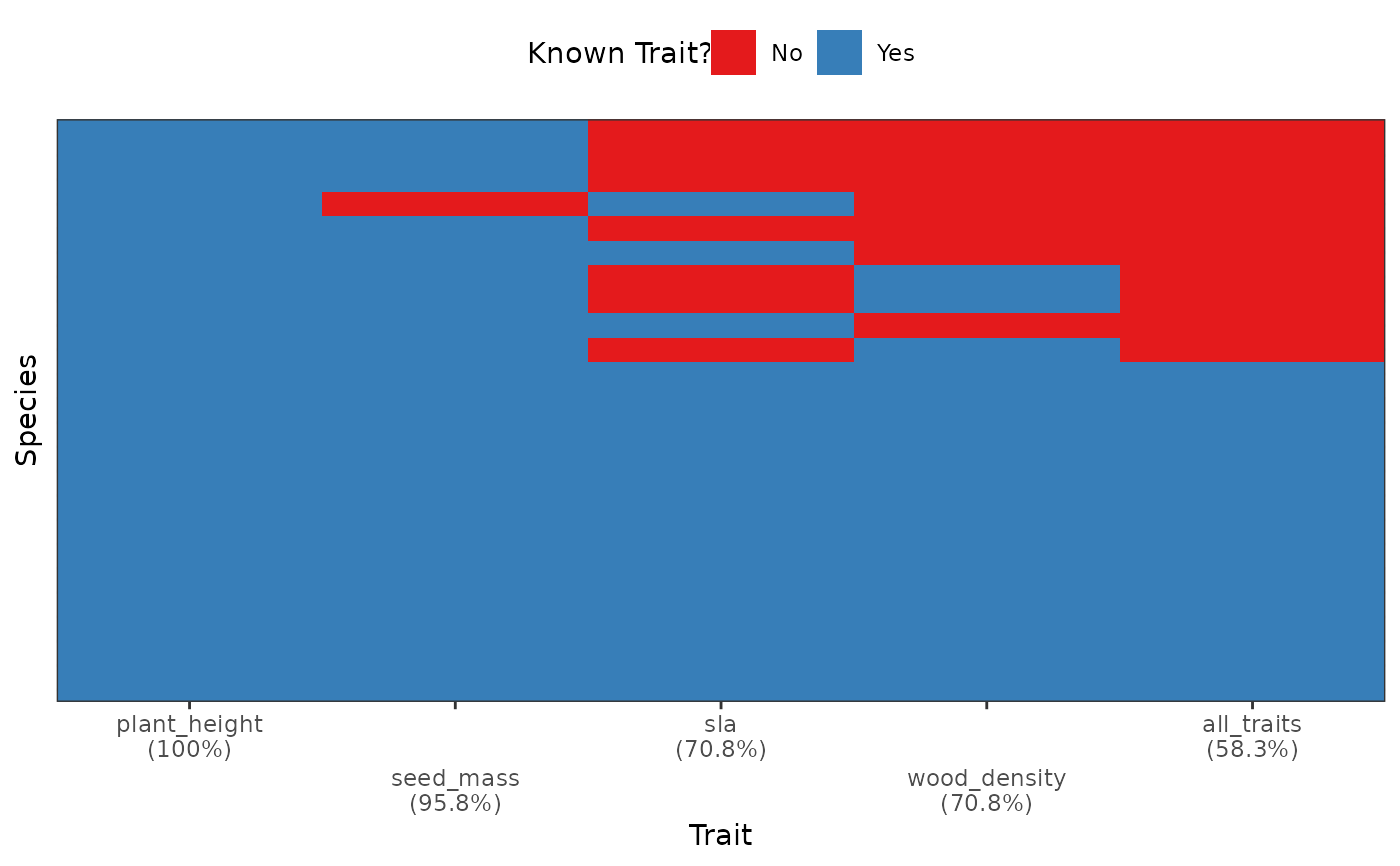 Known Trait? No Yes
Species
plant_height
(100%)
seed_mass
(95.8%)
sla
(70.8%)
wood_density
(70.8%)
all_traits
(58.3%)
Trait